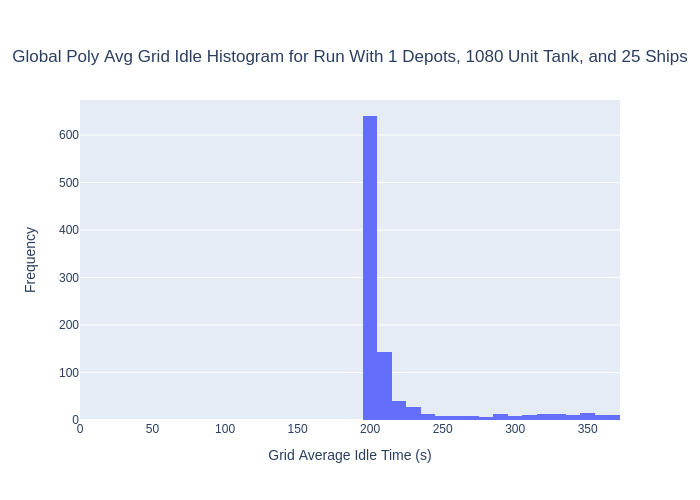 Global Poly Avg Grid Idle Histogram for Run With 1 Depots, 1080 Unit Tank, and 25 Ships
600
500
400
300
200
100
0
Frequency
0 50 100 150 200 250 300 350
Grid Average Idle Time (s)